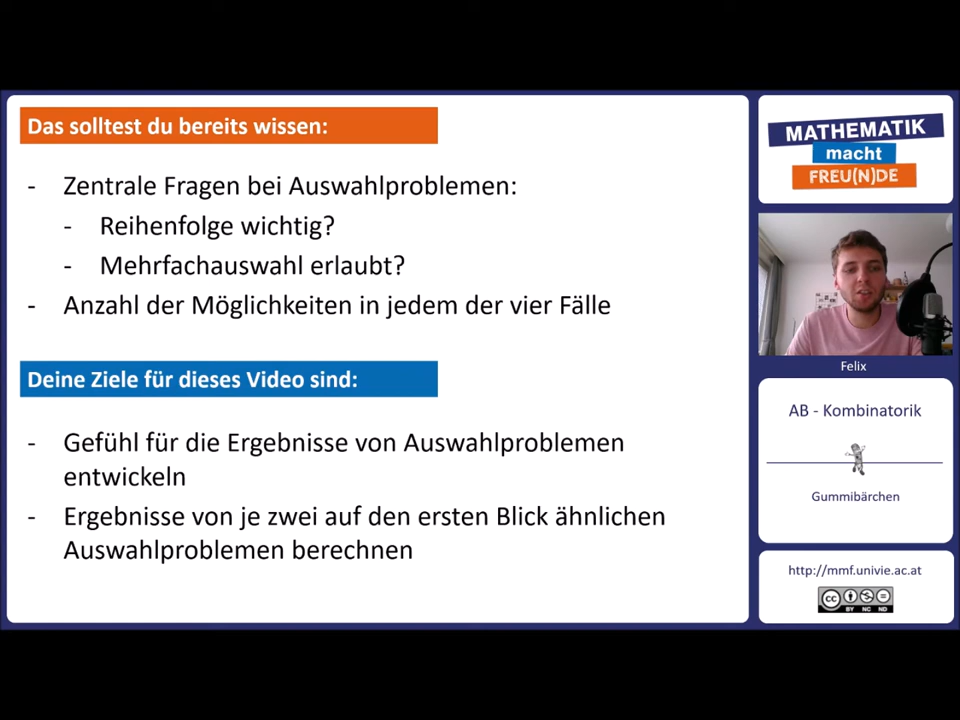 Das solltest du bereits wissen:
- Zentrale Fragen bei Auswahlproblemen:
- Reihenfolge wichtig?
- Mehrfachauswahl erlaubt?
- Anzahl der Möglichkeiten in jedem der vier Fälle
Deine Ziele für dieses Video sind:
- Gefühl für die Ergebnisse von Auswahlproblemen
entwickeln
- Ergebnisse von je zwei auf den ersten Blick ähnlichen
Auswahlproblemen berechnen
MATHEMATIK
macht
FREU(N)DE
Felix
AB - Kombinatorik
Gummibärchen
http://mmf.univie.ac.at
cc
BY NC ND